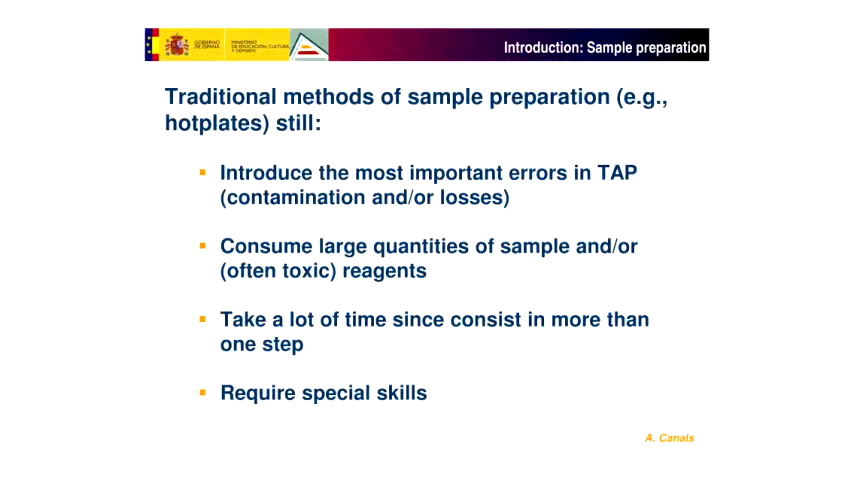 GOBIERNO
DE ESPAÑA
MINISTERIO
DE EDUCACIÓN, CULTURA
Y DEPORTE
Introduction: Sample preparation
Traditional methods of sample preparation (e.g.,
hotplates) still:
Introduce the most important errors in TAP
(contamination and/or losses)
Consume large quantities of sample and/or
(often toxic) reagents
Take a lot of time since consist in more than
one step
Require special skills
A. Canals